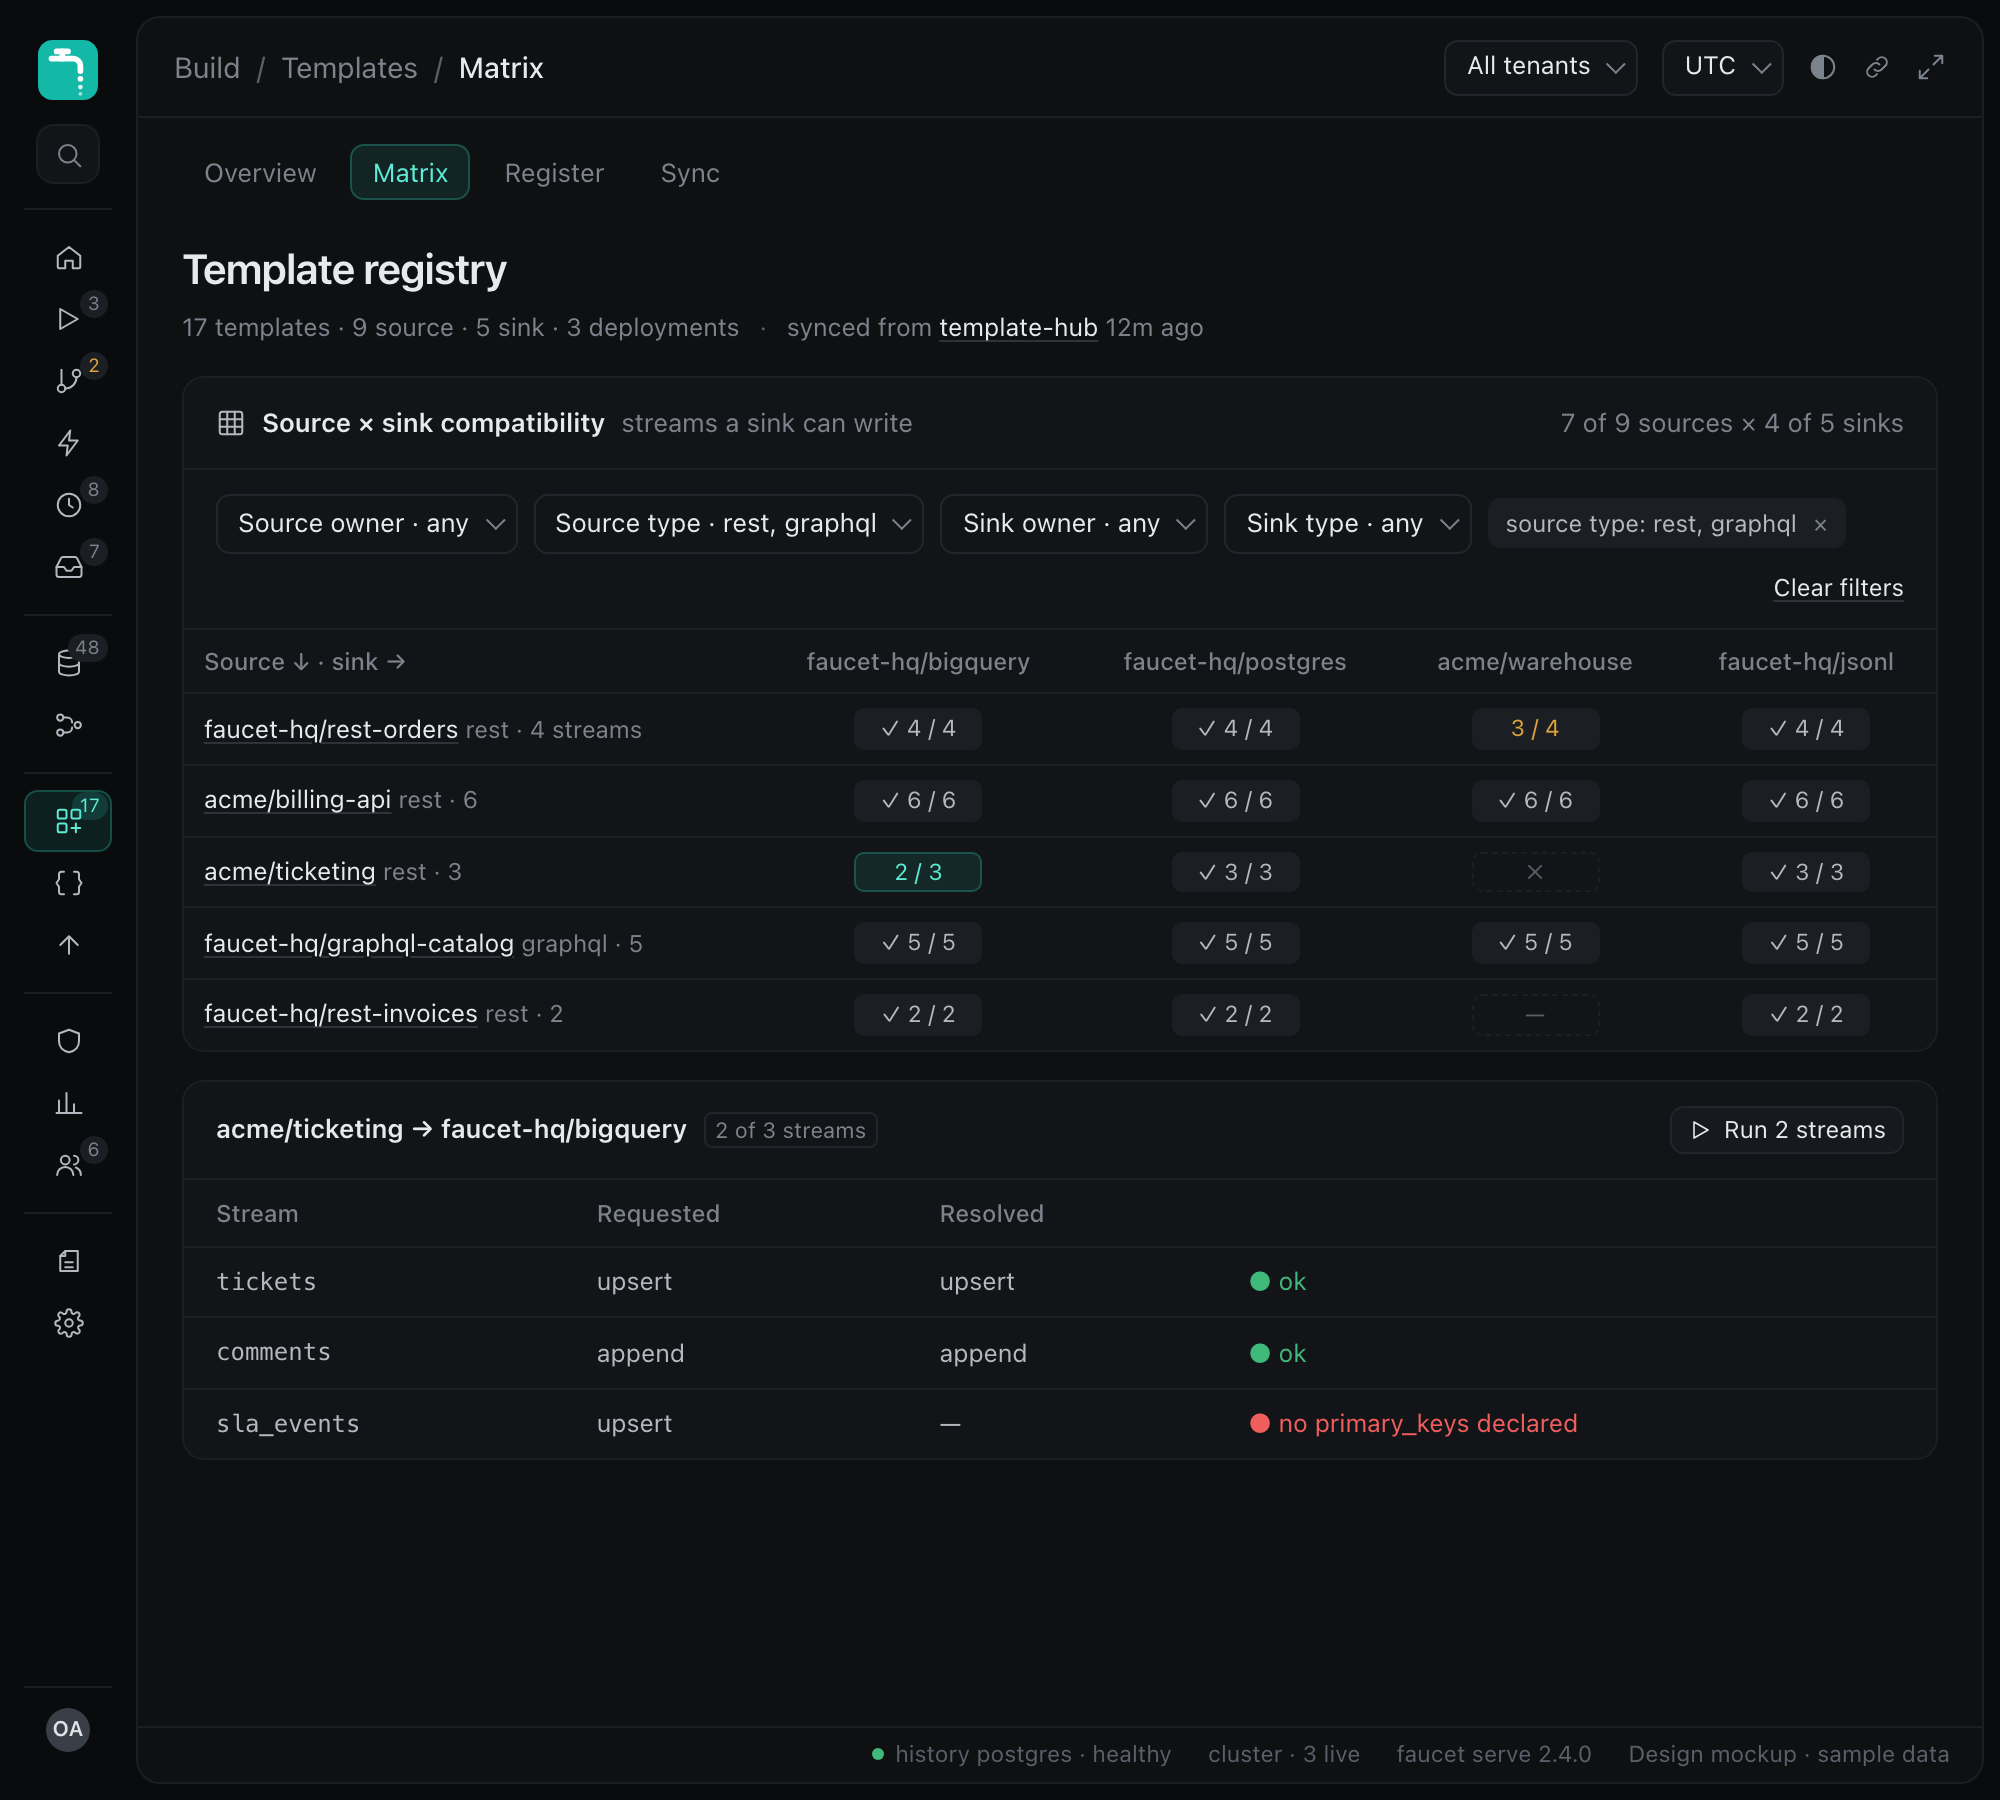 Build / Templates / Matrix
All tenants
UTC
Overview
Matrix
Register
Sync
3
2
8
7
48
17
6
OA
Template registry
17 templates · 9 source · 5 sink · 3 deployments · synced from template-hub 12m ago
Source × sink compatibility streams a sink can write
7 of 9 sources × 4 of 5 sinks
Source owner · any
Source type · rest, graphql
Sink owner · any
Sink type · any
source type: rest, graphql ×
Clear filters
Source ↓ · sink → faucet-hq/bigquery faucet-hq/postgres acme/warehouse faucet-hq/jsonl
faucet-hq/rest-orders rest · 4 streams ✓ 4 / 4 ✓ 4 / 4 3 / 4 ✓ 4 / 4
acme/billing-api rest · 6 ✓ 6 / 6 ✓ 6 / 6 ✓ 6 / 6 ✓ 6 / 6
acme/ticketing rest · 3 2 / 3 ✓ 3 / 3 × ✓ 3 / 3
faucet-hq/graphql-catalog graphql · 5 ✓ 5 / 5 ✓ 5 / 5 ✓ 5 / 5 ✓ 5 / 5
faucet-hq/rest-invoices rest · 2 ✓ 2 / 2 ✓ 2 / 2 — ✓ 2 / 2
acme/ticketing → faucet-hq/bigquery 2 of 3 streams
Run 2 streams
Stream Requested Resolved
tickets upsert upsert ok
comments append append ok
sla_events upsert — no primary_keys declared
history postgres · healthy cluster · 3 live faucet serve 2.4.0 Design mockup · sample data